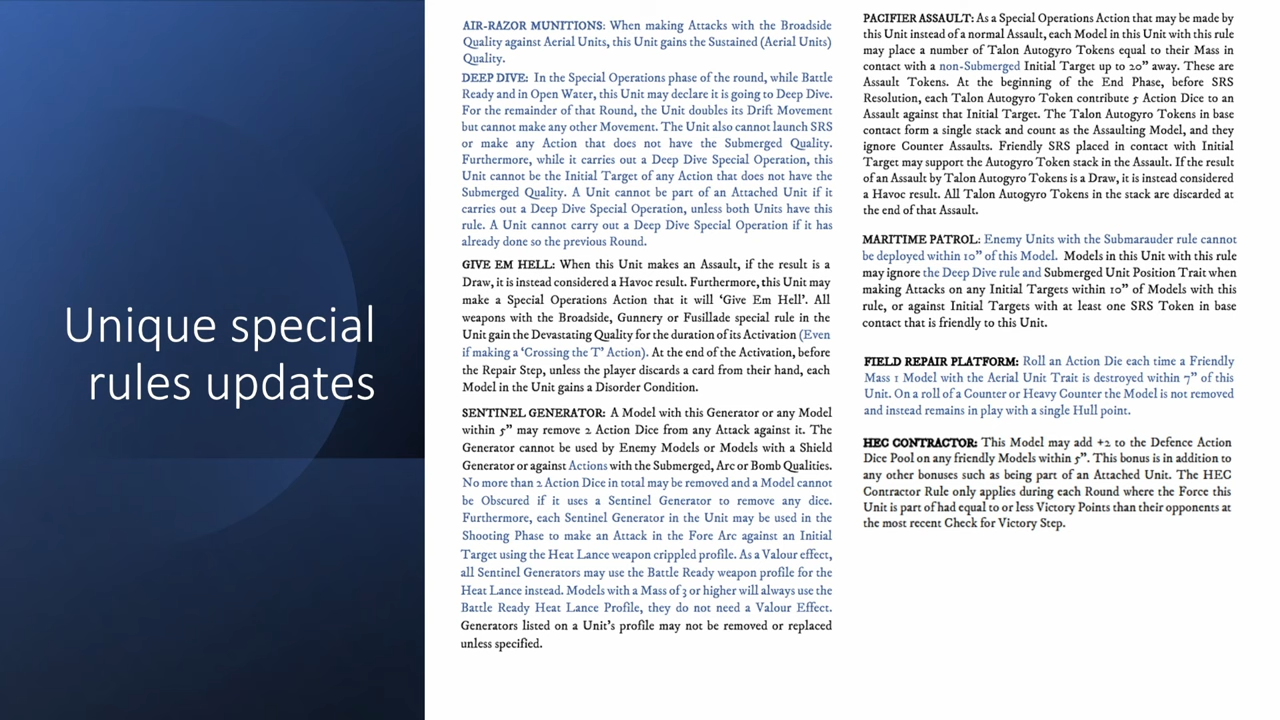 Unique special
rules updates
AIR-RAZOR MUNITIONS: When making Attacks with the Broadside
Quality against Aerial Units, this Unit gains the Sustained (Aerial Units)
Quality.
DEEP DIVE: In the Special Operations phase of the round, while Battle
Ready and in Open Water, this Unit may declare it is going to Deep Dive.
For the remainder of that Round, the Unit doubles its Drift Movement
but cannot make any other Movement. The Unit also cannot launch SRS
or make any Action that does not have the Submerged Quality.
Furthermore, while it carries out a Deep Dive Special Operation, this
Unit cannot be the Initial Target of any Action that does not have the
Submerged Quality. A Unit cannot be part of an Attached Unit if it
carries out a Deep Dive Special Operation, unless both Units have this
rule. A Unit cannot carry out a Deep Dive Special Operation if it has
already done so the previous Round.
GIVE EM HELL: When this Unit makes an Assault, if the result is a
Draw, it is instead considered a Havoc result. Furthermore, this Unit may
make a Special Operations Action that it will ‘Give Em Hell’. All
weapons with the Broadside, Gunnery or Fusillade special rule in the
Unit gain the Devastating Quality for the duration of its Activation (Even
if making a ‘Crossing the T’ Action). At the end of the Activation, before
the Repair Step, unless the player discards a card from their hand, each
Model in the Unit gains a Disorder Condition.
SENTINEL GENERATOR: A Model with this Generator or any Model
within 5” may remove 2 Action Dice from any Attack against it. The
Generator cannot be used by Enemy Models or Models with a Shield
Generator or against Actions with the Submerged, Arc or Bomb Qualities.
No more than 2 Action Dice in total may be removed and a Model cannot
be Obscured if it uses a Sentinel Generator to remove any dice.
Furthermore, each Sentinel Generator in the Unit may be used in the
Shooting Phase to make an Attack in the Fore Arc against an Initial
Target using the Heat Lance weapon crippled profile. As a Valour effect,
all Sentinel Generators may use the Battle Ready weapon profile for the
Heat Lance instead. Models with a Mass of 3 or higher will always use the
Battle Ready Heat Lance Profile, they do not need a Valour Effect.
Generators listed on a Unit’s profile may not be removed or replaced
unless specified.
PACIFIER ASSAULT: As a Special Operations Action that may be made by
this Unit instead of a normal Assault, each Model in this Unit with this rule
may place a number of Talon Autogyro Tokens equal to their Mass in
contact with a non-Submerged Initial Target up to 20” away. These are
Assault Tokens. At the beginning of the End Phase, before SRS
Resolution, each Talon Autogyro Token contribute 5 Action Dice to an
Assault against that Initial Target. The Talon Autogyro Tokens in base
contact form a single stack and count as the Assaulting Model, and they
ignore Counter Assaults. Friendly SRS placed in contact with Initial
Target may support the Autogyro Token stack in the Assault. If the result
of an Assault by Talon Autogyro Tokens is a Draw, it is instead considered
a Havoc result. All Talon Autogyro Tokens in the stack are discarded at
the end of that Assault.
MARITIME PATROL: Enemy Units with the Submarauder rule cannot
be deployed within 10” of this Model. Models in this Unit with this rule
may ignore the Deep Dive rule and Submerged Unit Position Trait when
making Attacks on any Initial Targets within 10” of Models with this
rule, or against Initial Targets with at least one SRS Token in base
contact that is friendly to this Unit.
FIELD REPAIR PLATFORM: Roll an Action Die each time a Friendly
Mass 1 Model with the Aerial Unit Trait is destroyed within 7” of this
Unit. On a roll of a Counter or Heavy Counter the Model is not removed
and instead remains in play with a single Hull point.
HEC CONTRACTOR: This Model may add +2 to the Defence Action
Dice Pool on any friendly Models within 5”. This bonus is in addition to
any other bonuses such as being part of an Attached Unit. The HEC
Contractor Rule only applies during each Round where the Force this
Unit is part of had equal to or less Victory Points than their opponents at
the most recent Check for Victory Step.